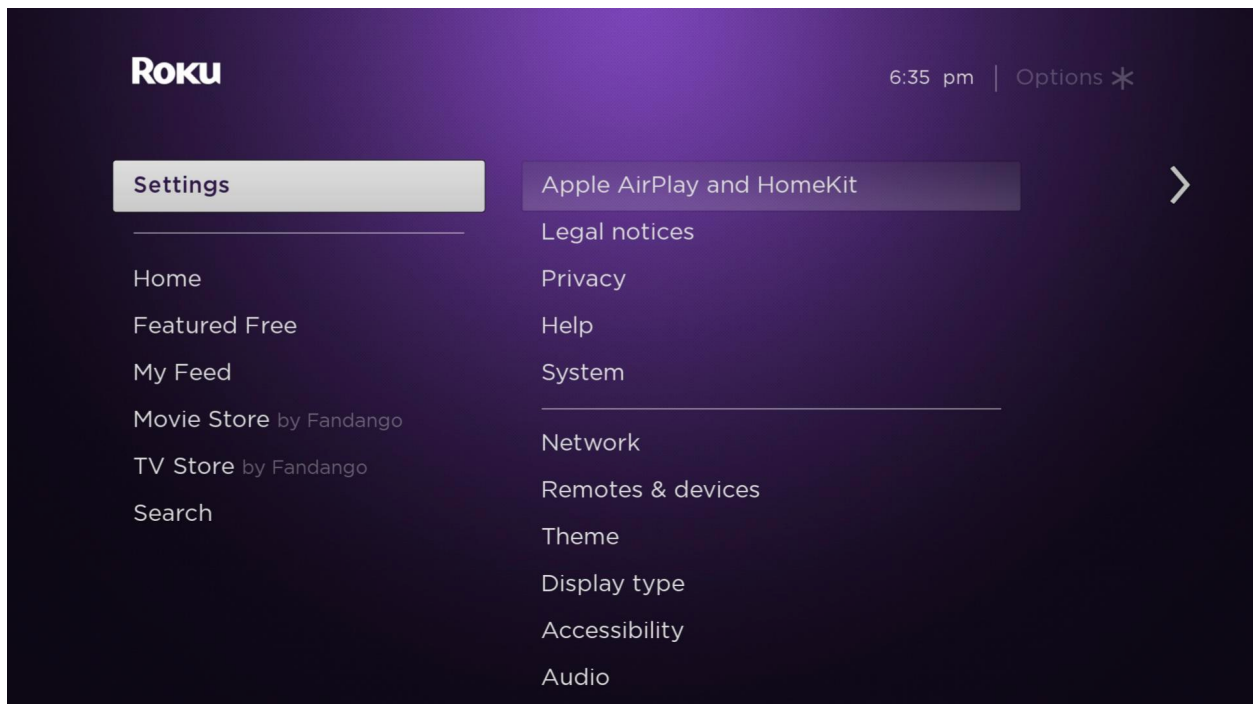 Roku
6:35 pm | Options *
Settings
Home
Featured Free
My Feed
Movie Store by Fandango
TV Store by Fandango
Search
Apple AirPlay and HomeKit
Legal notices
Privacy
Help
System
Network
Remotes & devices
Theme
Display type
Accessibility
Audio